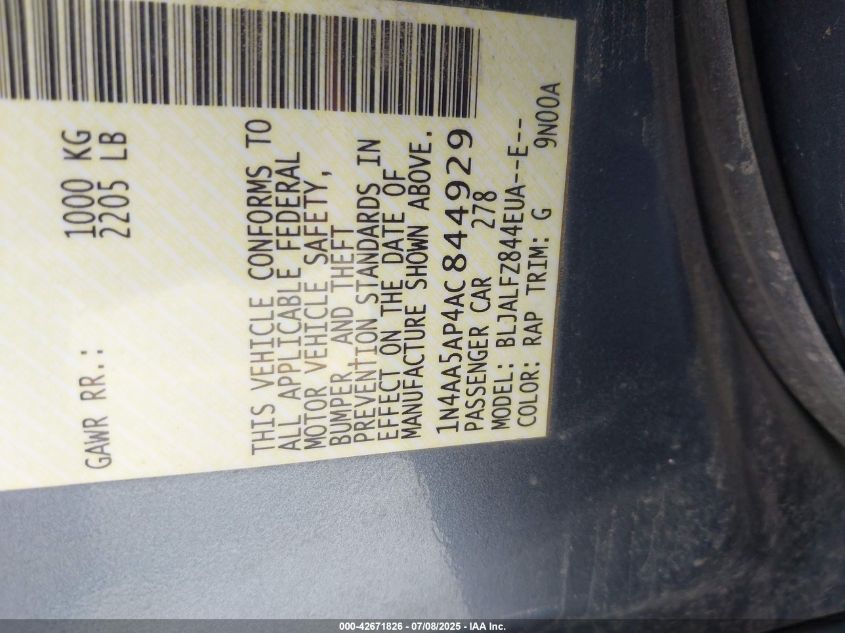 GAWR RR.: 1000 KG
2205 LB
THIS VEHICLE CONFORMS TO
ALL APPLICABLE FEDERAL
MOTOR VEHICLE SAFETY,
BUMPER, AND THEFT
PREVENTION STANDARDS IN
EFFECT ON THE DATE OF
MANUFACTURE SHOWN ABOVE.
1N4AA5AP4AC844929
PASSENGER CAR 278
MODEL: BLJALFZ844EUA--E--
COLOR: RAP TRIM: G 9N00A
000-42671826 - 07/08/2025 - IAA Inc.